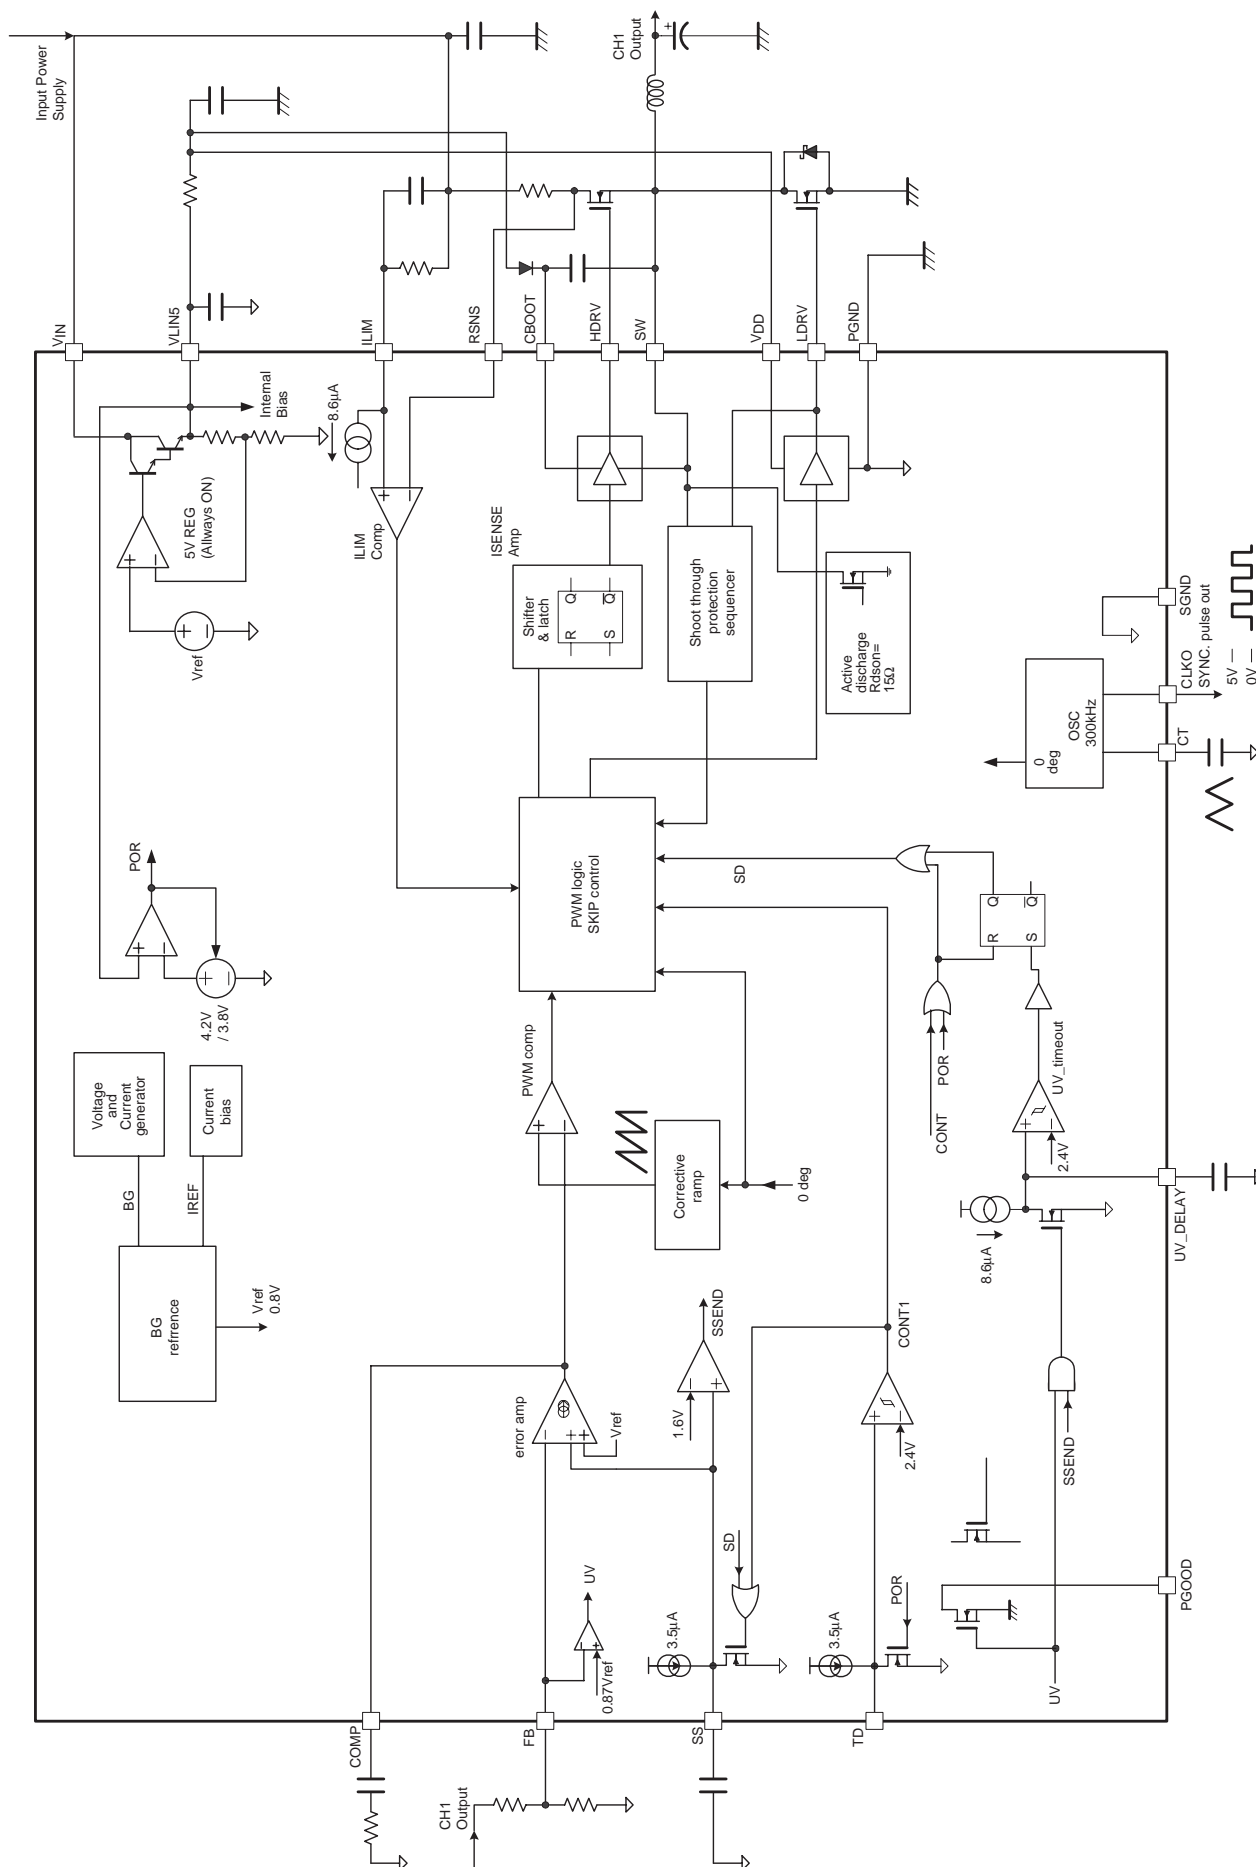 Input Power
Supply
CH1
Output
+
VIN
VLIN5
ILIM
RSNS
CBOOT
HDRV
SW
VDD
LDRV
PGND
Internal
Bias
8.6µA
5V REG
(Allways ON)
+
−
Vref
+
−
ILIM
Comp
+
−
ISENSE
Amp
Shifter
& latch
R
Q
S
Q
Shoot through
protection
sequencer
Active
discharge
Rdson=
15Ω
SGND
CLKO
SYNC. pulse out
5V
0V
CT
OSC
300kHz
0
deg
POR
+
−
+
−
4.2V
/ 3.8V
PWM logic
SKIP control
SD
Q
Q
R
S
CONT
POR
UV_timeout
+
−
2.4V
UV_DELAY
8.6µA
Voltage
and
Current
generator
Current
bias
BG
IREF
BG
refrrence
Vref
0.8V
PWM comp
+
−
Corrective
ramp
0 deg
error amp
−
+
+
Vref
SSEND
−
+
1.6V
CONT1
+
−
2.4V
SSEND
SD
UV
−
+
0.87Vref
3.5µA
3.5µA
POR
UV
PGOOD
COMP
FB
SS
TD
CH1
Output